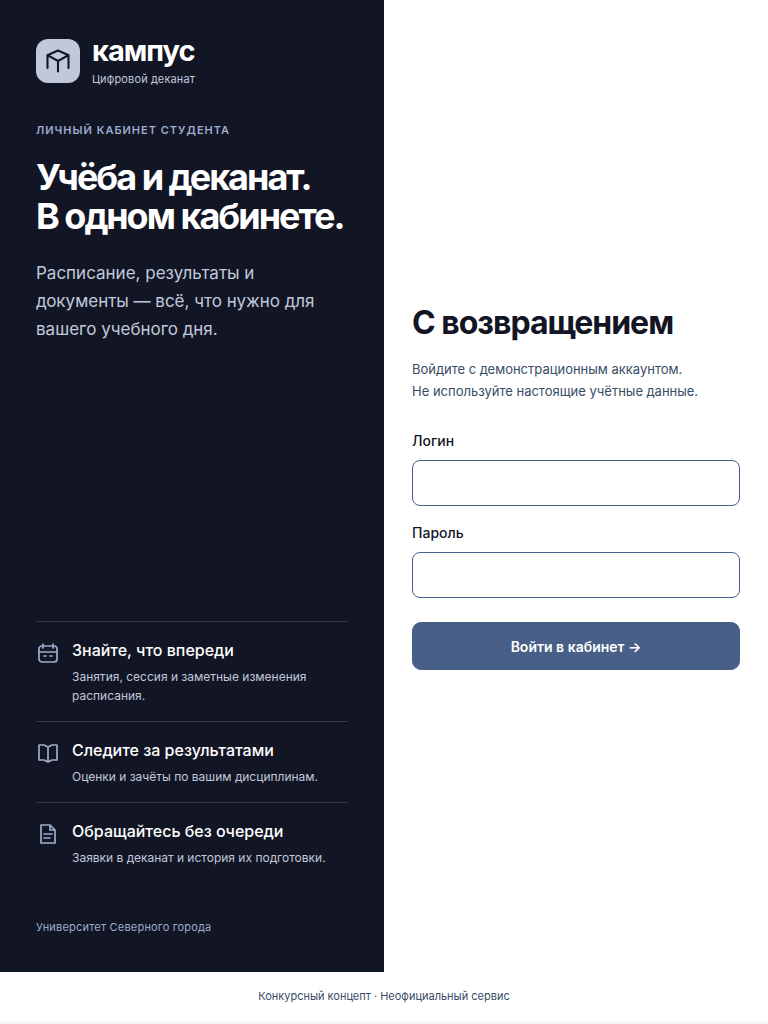 кампус
Цифровой деканат
ЛИЧНЫЙ КАБИНЕТ СТУДЕНТА
Учёба и деканат.
В одном кабинете.
Расписание, результаты и
документы — всё, что нужно для
вашего учебного дня.
Знайте, что впереди
Занятия, сессия и заметные изменения
расписания.
Следите за результатами
Оценки и зачёты по вашим дисциплинам.
Обращайтесь без очереди
Заявки в деканат и история их подготовки.
Университет Северного города
С возвращением
Войдите с демонстрационным аккаунтом.
Не используйте настоящие учётные данные.
Логин
Пароль
Войти в кабинет →
Конкурсный концепт · Неофициальный сервис